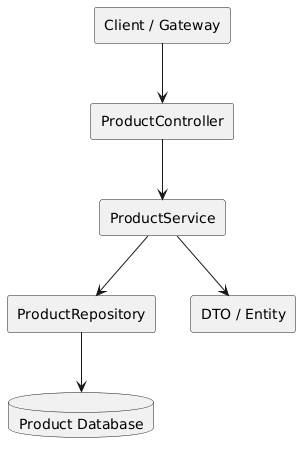 Client / Gateway
ProductController
ProductService
ProductRepository
DTO / Entity
Product Database